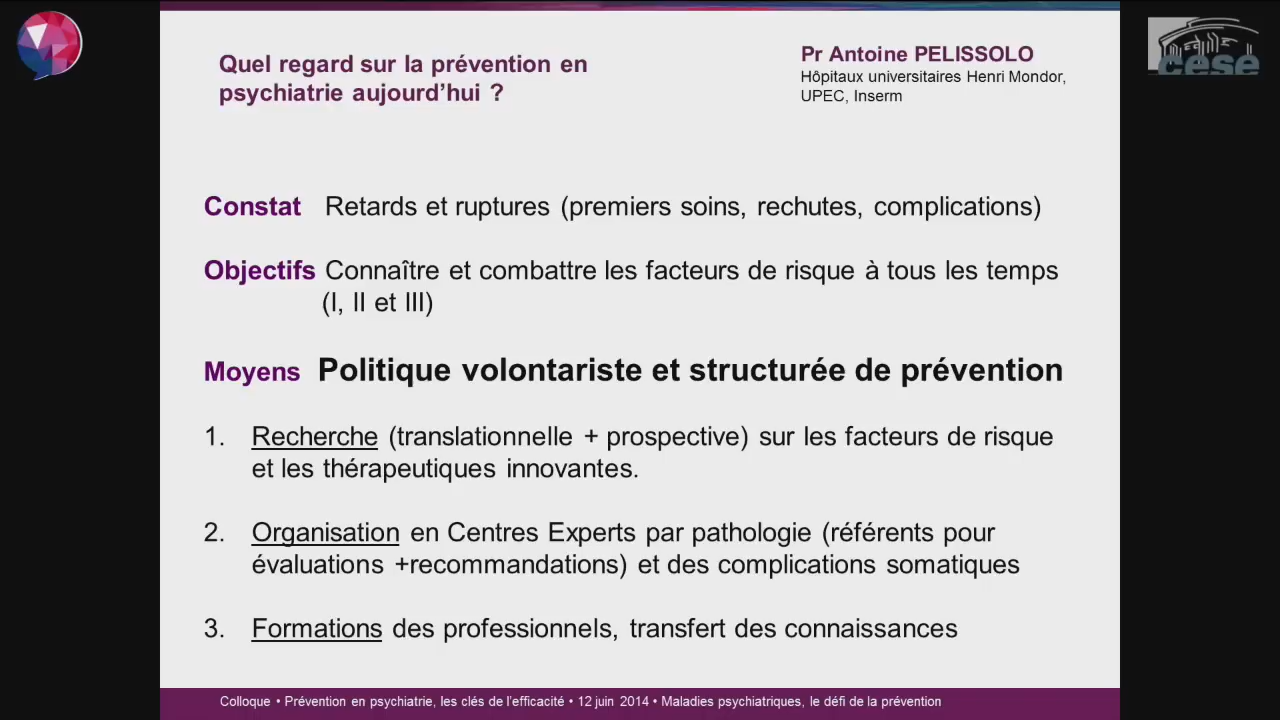 Quel regard sur la prévention en
psychiatrie aujourd’hui ?
Pr Antoine PELISSOLO
Hôpitaux universitaires Henri Mondor,
UPEC, Inserm
cese
Constat Retards et ruptures (premiers soins, rechutes, complications)
Objectifs Connaître et combattre les facteurs de risque à tous les temps
(I, II et III)
Moyens Politique volontariste et structurée de prévention
1. Recherche (translationnelle + prospective) sur les facteurs de risque
et les thérapeutiques innovantes.
2. Organisation en Centres Experts par pathologie (référents pour
évaluations +recommandations) et des complications somatiques
3. Formations des professionnels, transfert des connaissances
Colloque • Prévention en psychiatrie, les clés de l’efficacité • 12 juin 2014 • Maladies psychiatriques, le défi de la prévention